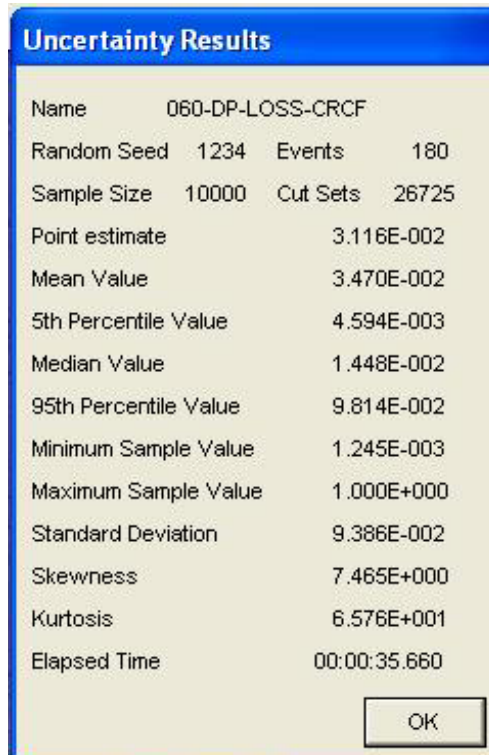 Uncertainty Results
Name 060-DP-LOSS-CRCF
Random Seed 1234 Events 180
Sample Size 10000 Cut Sets 26725
Point estimate 3.116E-002
Mean Value 3.470E-002
5th Percentile Value 4.594E-003
Median Value 1.448E-002
95th Percentile Value 9.814E-002
Minimum Sample Value 1.245E-003
Maximum Sample Value 1.000E+000
Standard Deviation 9.386E-002
Skewness 7.465E+000
Kurtosis 6.576E+001
Elapsed Time 00:00:35.660
OK